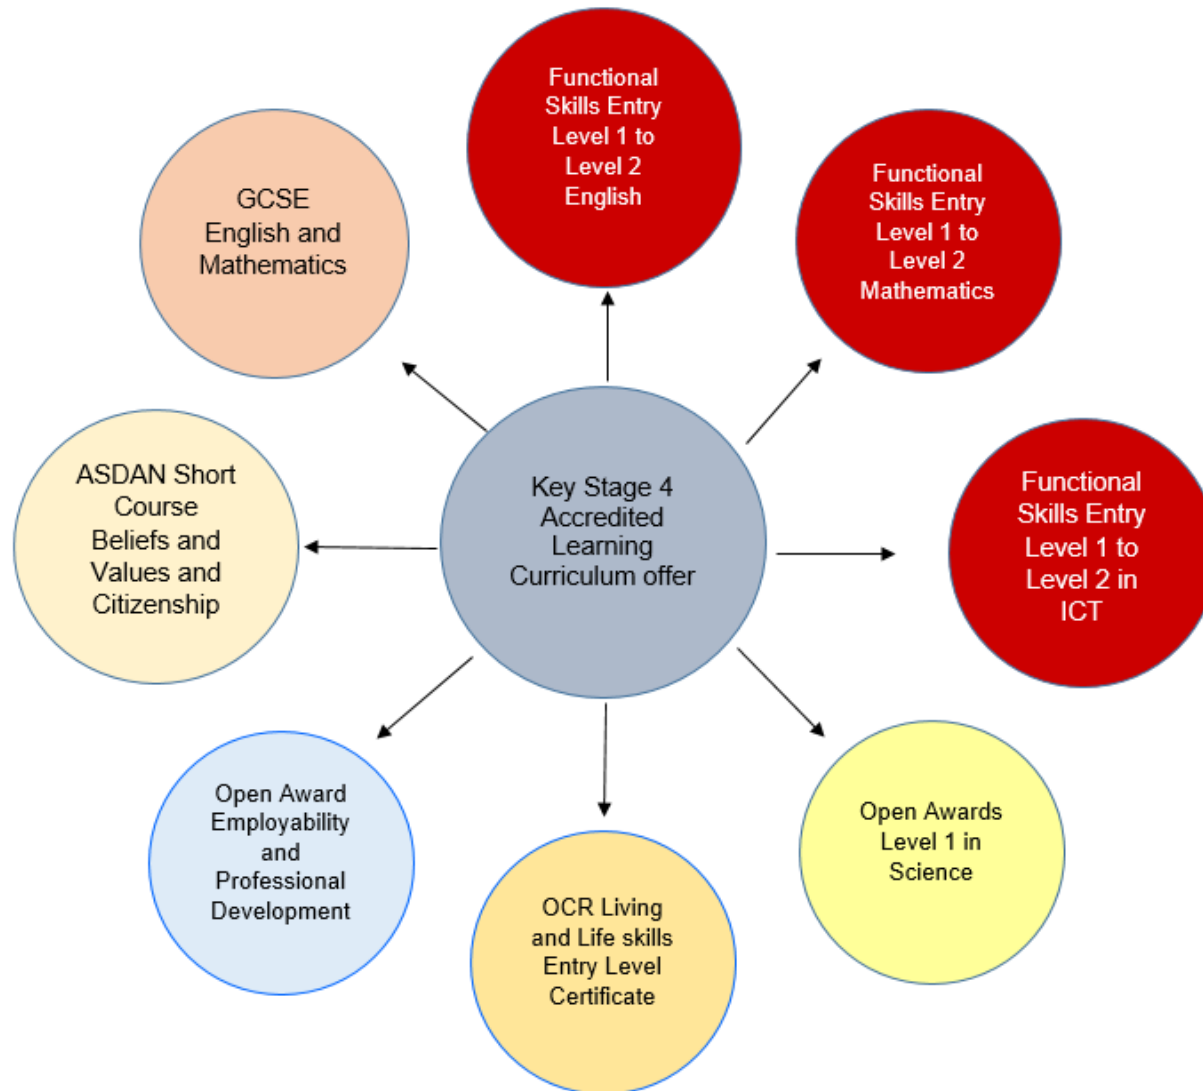 Functional
Skills Entry
Level 1 to
Level 2
English
Functional
Skills Entry
Level 1 to
Level 2
Mathematics
GCSE
English and
Mathematics
ASDAN Short
Course
Beliefs and
Values and
Citizenship
Key Stage 4
Accredited
Learning
Curriculum offer
Functional
Skills Entry
Level 1 to
Level 2 in
ICT
Open Award
Employability
and
Professional
Development
OCR Living
and Life skills
Entry Level
Certificate
Open Awards
Level 1 in
Science